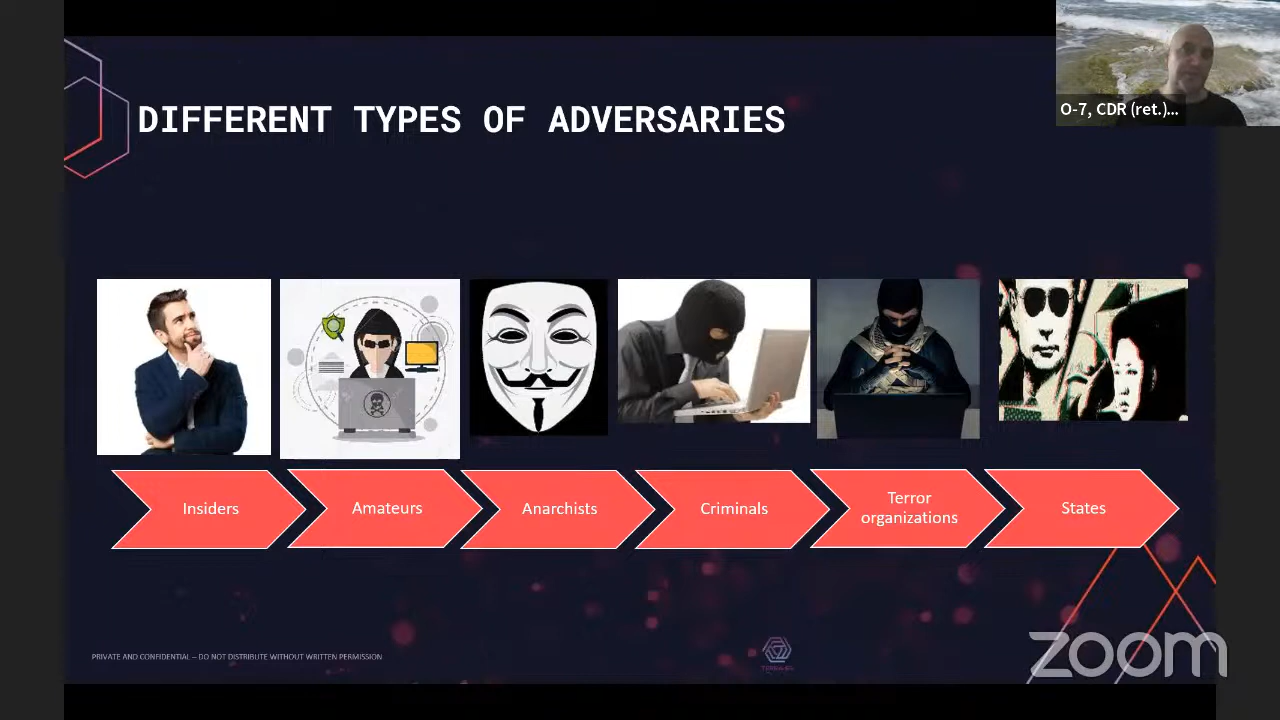 O-7, CDR (ret.)...
DIFFERENT TYPES OF ADVERSARIES
Insiders
Amateurs
Anarchists
Criminals
Terror
organizations
States
PRIVATE AND CONFIDENTIAL – DO NOT DISTRIBUTE WITHOUT WRITTEN PERMISSION
zoom